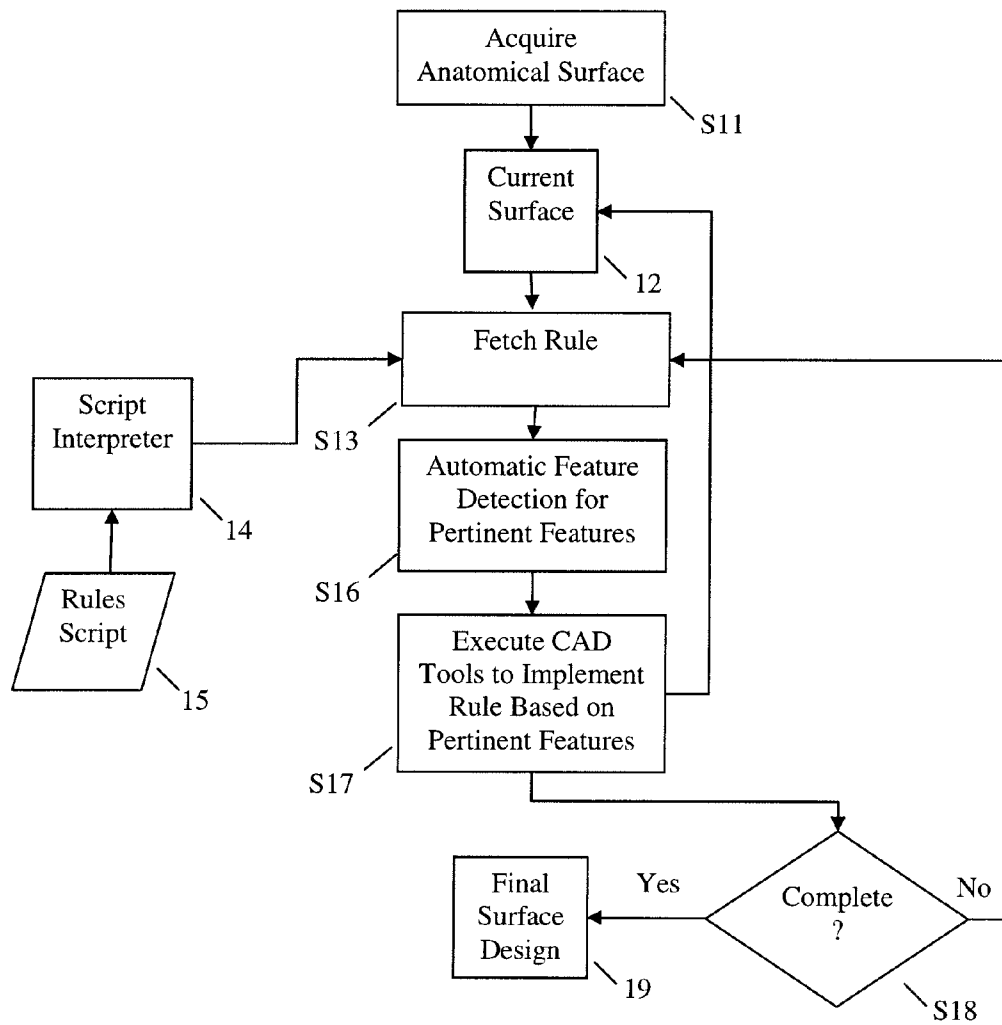 Acquire
Anatomical Surface
S11
Current
Surface
12
Fetch Rule
S13
Script
Interpreter
14
Rules
Script
15
Automatic Feature
Detection for
Pertinent Features
S16
Execute CAD
Tools to Implement
Rule Based on
Pertinent Features
S17
Complete
?
S18
Yes
No
Final
Surface
Design
19